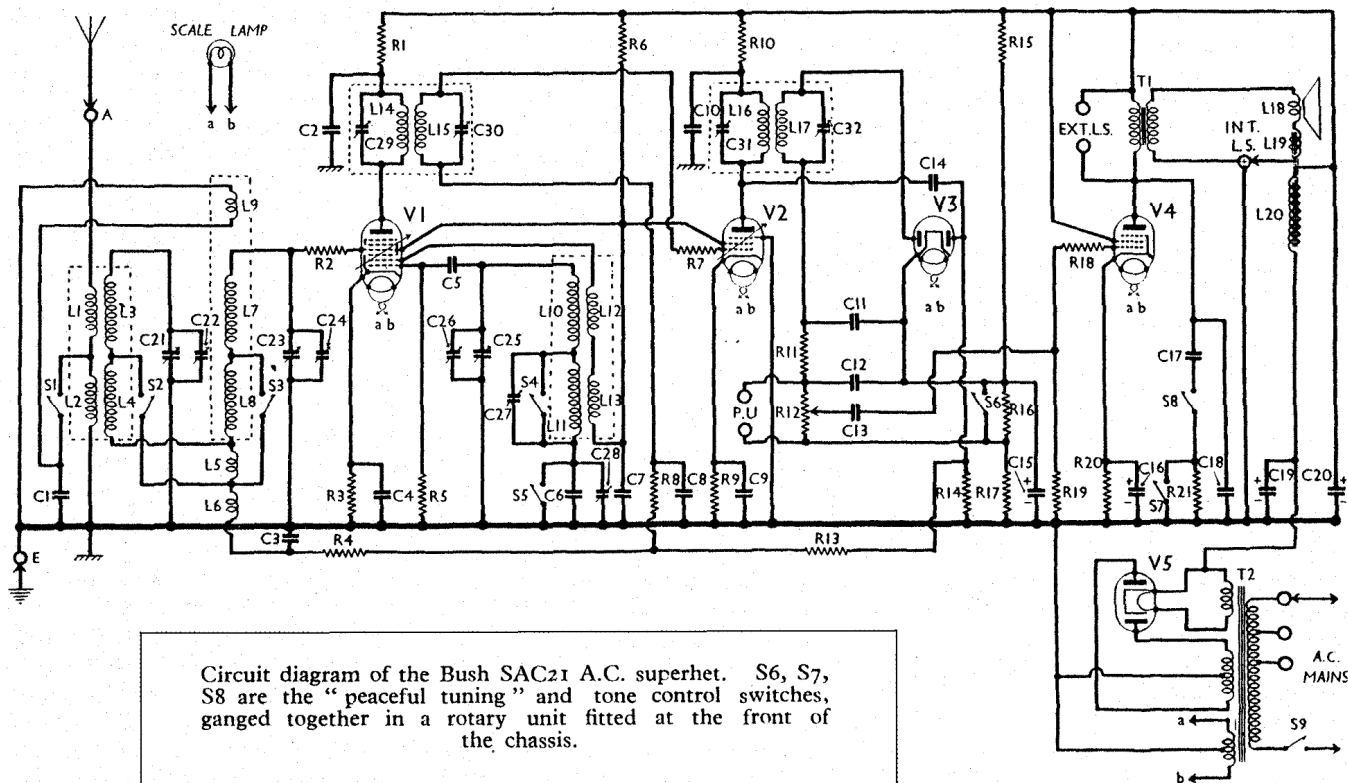 R1
R6
R10
R15
SCALE LAMP
a b
A
T1
L18
EXT.L.S.
INT.
L.S.
L19
C2
L14
C29
L15
C30
C10
L16
C31
L17
C32
C14
L9
V1
V2
V3
V4
L20
R2
C5
R7
R18
a b
a b
a b
a b
L1
L3
C21
C22
L7
C23
C24
C26
C25
L10
L12
C11
R11
C12
C17
S1
S2
S3
S4
L2
L4
L8
C27
L11
L13
P.U
R12
C13
S6
R16
S8
L5
C28
C1
L6
R3
C4
R5
S5
C6
C7
R8
C8
R9
C9
R14
R17
C15
+
−
R19
R20
+
C16
−
S7
R21
C18
+
C19
−
C20
+
−
E
C3
R4
R13
V5
T2
A.C.
MAINS
a
S9
b
Circuit diagram of the Bush SAC21 A.C. superhet. S6, S7,
S8 are the “ peaceful tuning ” and tone control switches,
ganged together in a rotary unit fitted at the front of
the chassis.